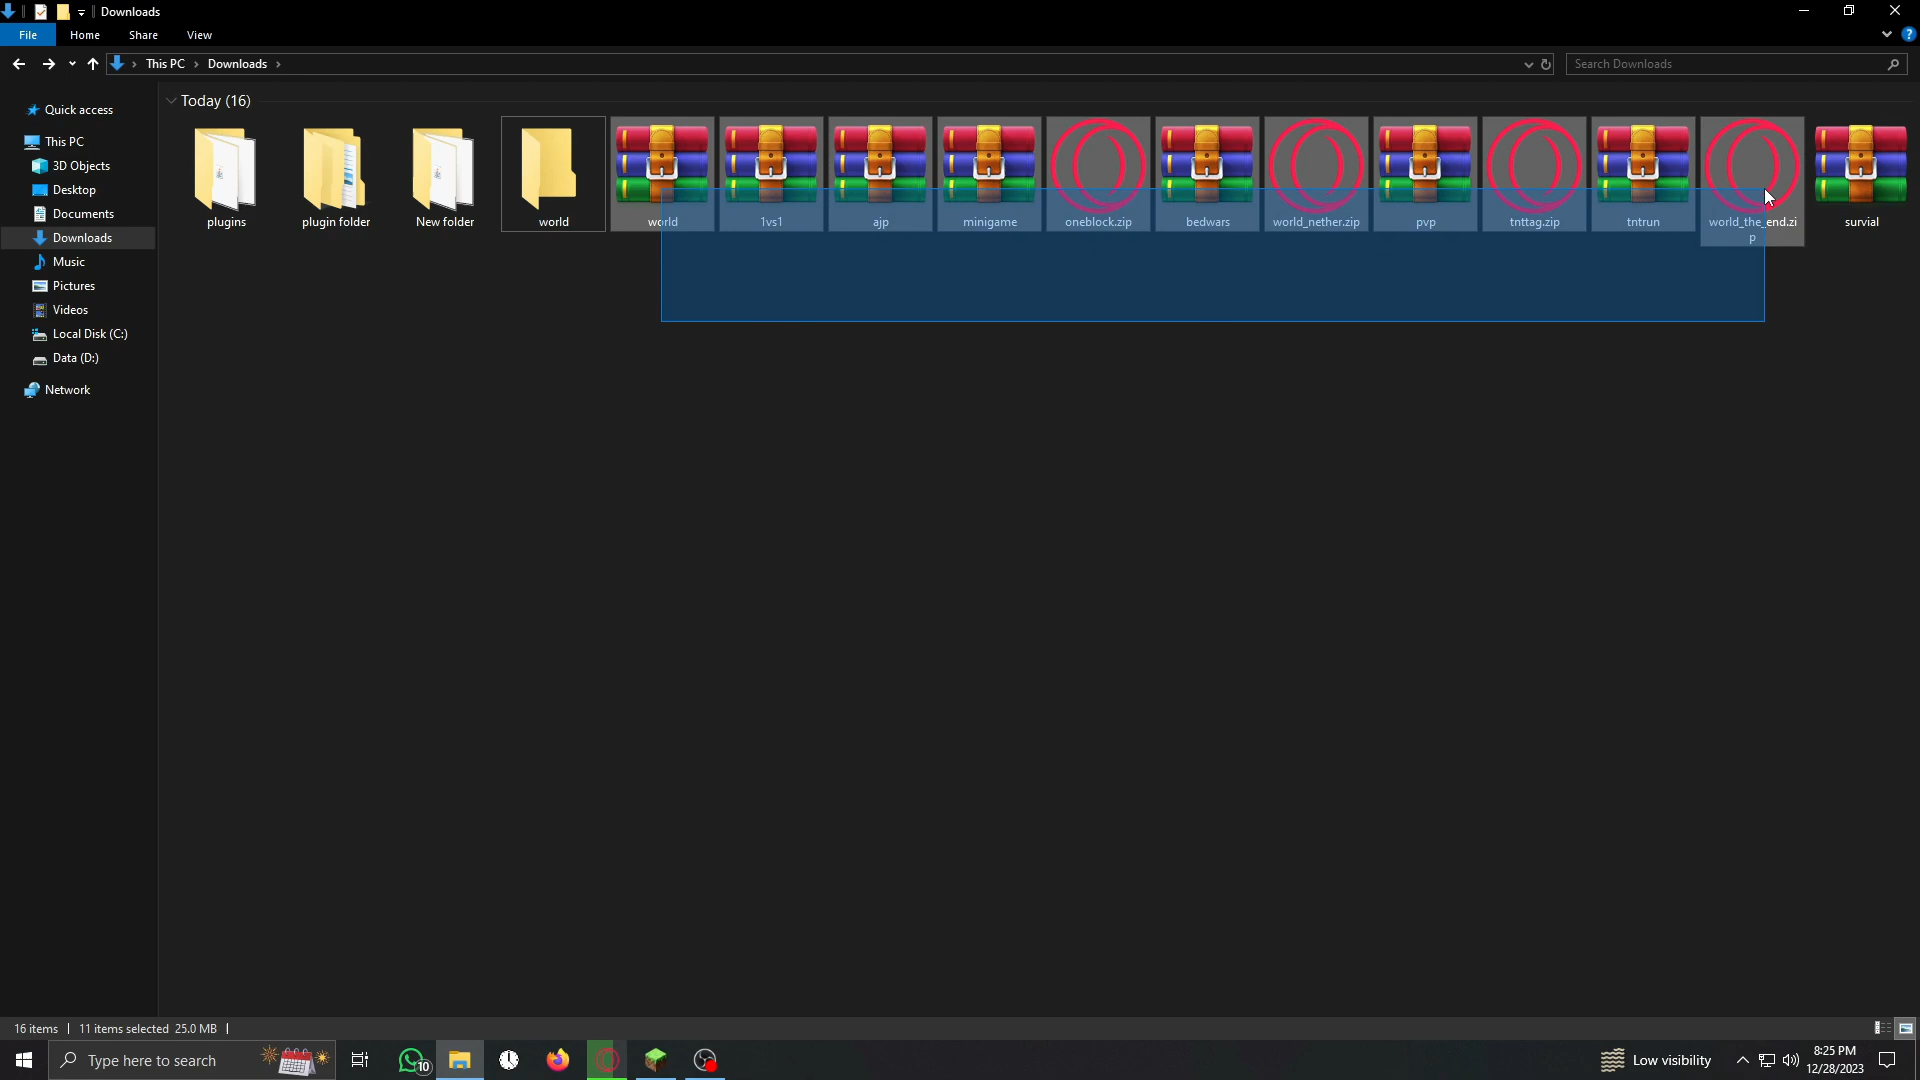 Downloads
File
Home
Share
View
This PC
Downloads
Search Downloads
Quick access
This PC
3D Objects
Desktop
Documents
Downloads
Music
Pictures
Videos
Local Disk (C:)
Data (D:)
Network
Today (16)
plugins
plugin folder
New folder
world
world
1vs1
ajp
minigame
oneblock.zip
bedwars
world_nether.zip
pvp
tnttag.zip
tntrun
world_the_end.zi
p
survial
16 items
11 items selected 25.0 MB
Type here to search
10
Low visibility
8:25 PM
12/28/2023